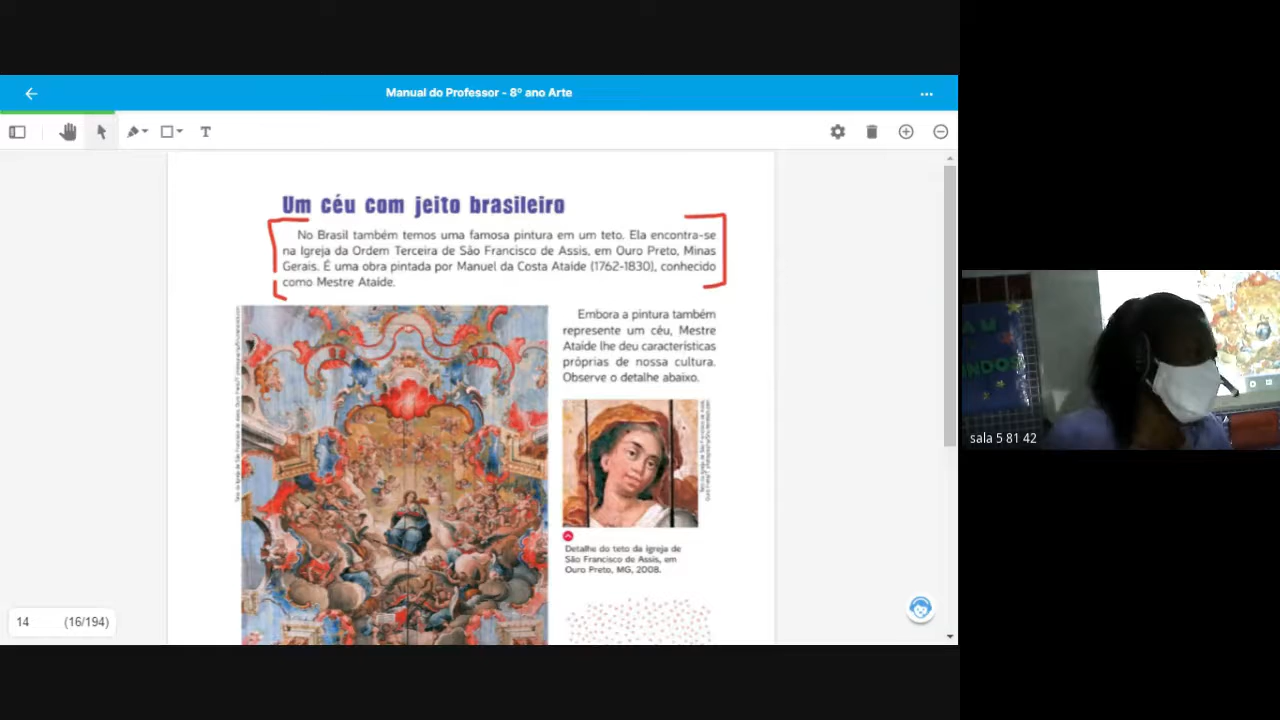 Manual do Professor - 8º ano Arte
T
Um céu com jeito brasileiro
No Brasil também temos uma famosa pintura em um teto. Ela encontra-se
na Igreja da Ordem Terceira de São Francisco de Assis, em Ouro Preto, Minas
Gerais. É uma obra pintada por Manuel da Costa Ataíde (1762-1830), conhecido
como Mestre Ataíde.
Embora a pintura também
represente um céu, Mestre
Ataíde lhe deu características
próprias de nossa cultura.
Observe o detalhe abaixo.
Detalhe do teto da igreja de
São Francisco de Assis, em
Ouro Preto, MG, 2008.
14 (16/194)
sala 5 81 42